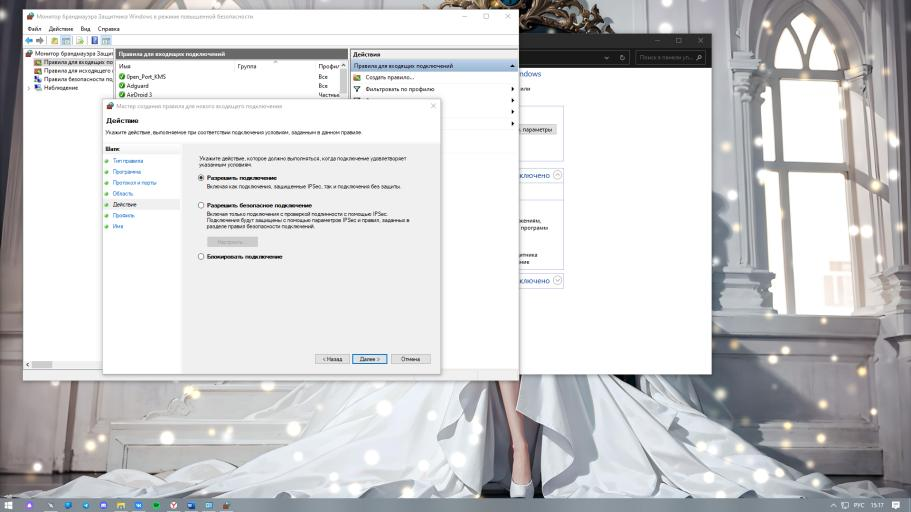 Монитор брандмауэра Защитника Windows в режиме повышенной безопасности
Файл Действие Вид Справка
Монитор брандмауэра Защит
Правила для входящих по
Правила для исходящего
Правила безопасности по
Наблюдение
Правила для входящих подключений
Имя Группа Профиль
Open_Port_KMS Все
Adguard Все
AirDroid 3 Частный
Действия
Правила для входящих подключений
Создать правило...
Фильтровать по профилю
Поиск в панели уп...
ndows
или
ь параметры
ключено
жениям,
программ
итника
ние
ключено
Мастер создания правила для нового входящего подключения
Действие
Укажите действие, выполняемое при соответствии подключения условиям, заданным в данном правиле.
Шаги:
Тип правила
Программа
Протокол и порты
Область
Действие
Профиль
Имя
Укажите действие, которое должно выполняться, когда подключение удовлетворяет
указанным условиям.
Разрешить подключение
Включая как подключения, защищенные IPSec, так и подключения без защиты.
Разрешить безопасное подключение
Включая только подключения с проверкой подлинности с помощью IPSec.
Подключения будут защищены с помощью параметров IPSec и правил, заданных в
разделе правил безопасности подключений.
Настроить...
Блокировать подключение
< Назад Далее > Отмена
РУС 15:17